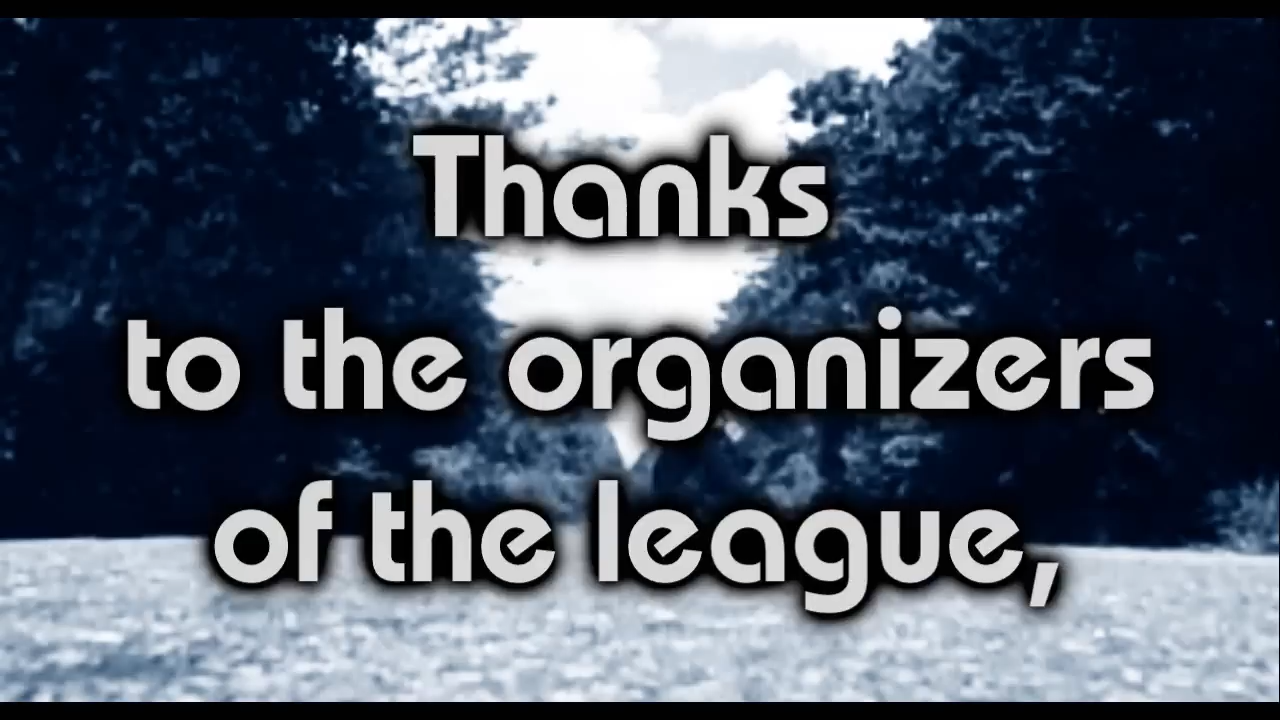 Thanks
to the organizers
of the league,